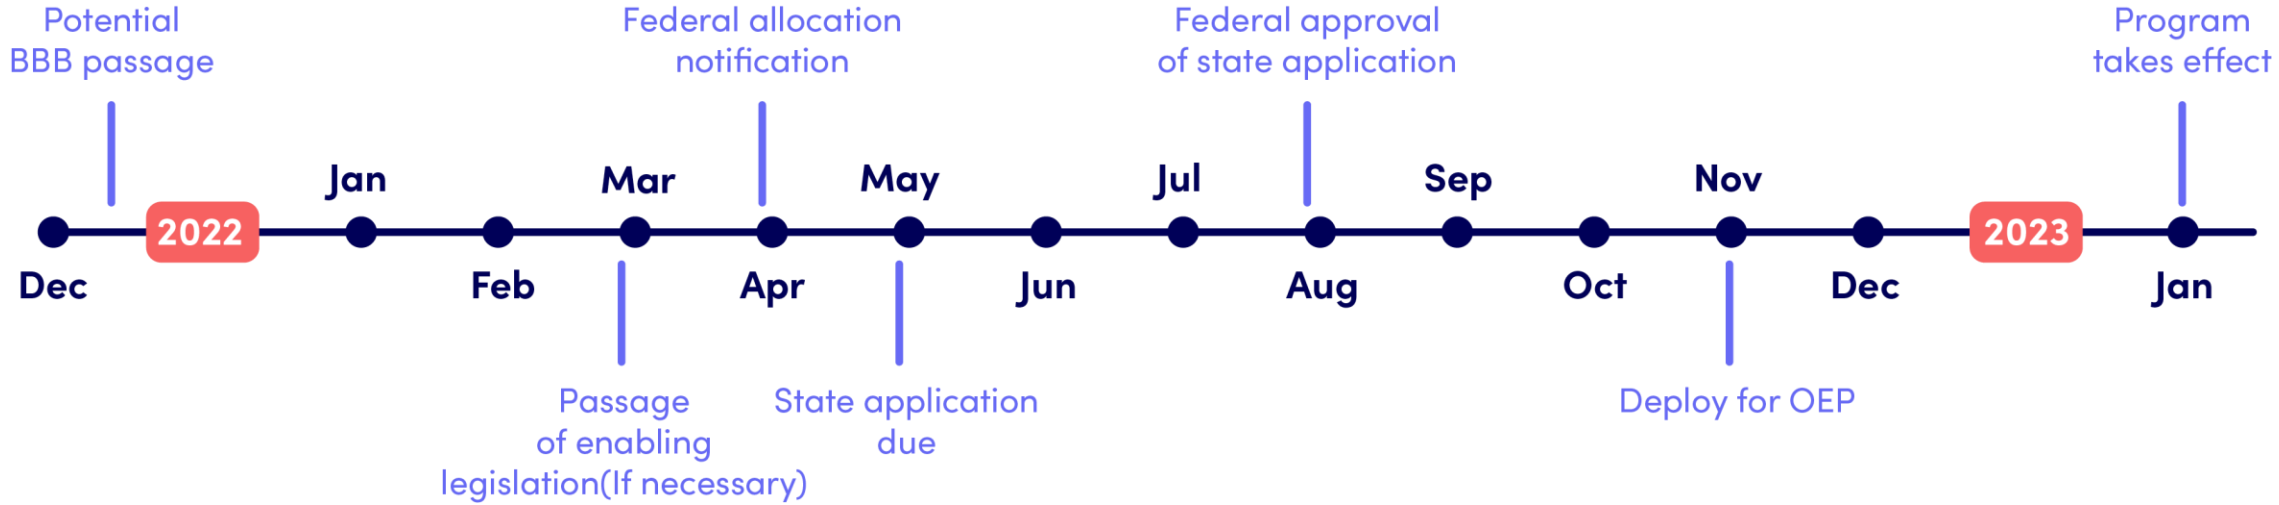 Potential
BBB passage
Federal allocation
notification
Federal approval
of state application
Program
takes effect
Jan
Mar
May
Jul
Sep
Nov
2022
2023
Dec
Feb
Apr
Jun
Aug
Oct
Dec
Jan
Passage
of enabling
legislation(If necessary)
State application
due
Deploy for OEP